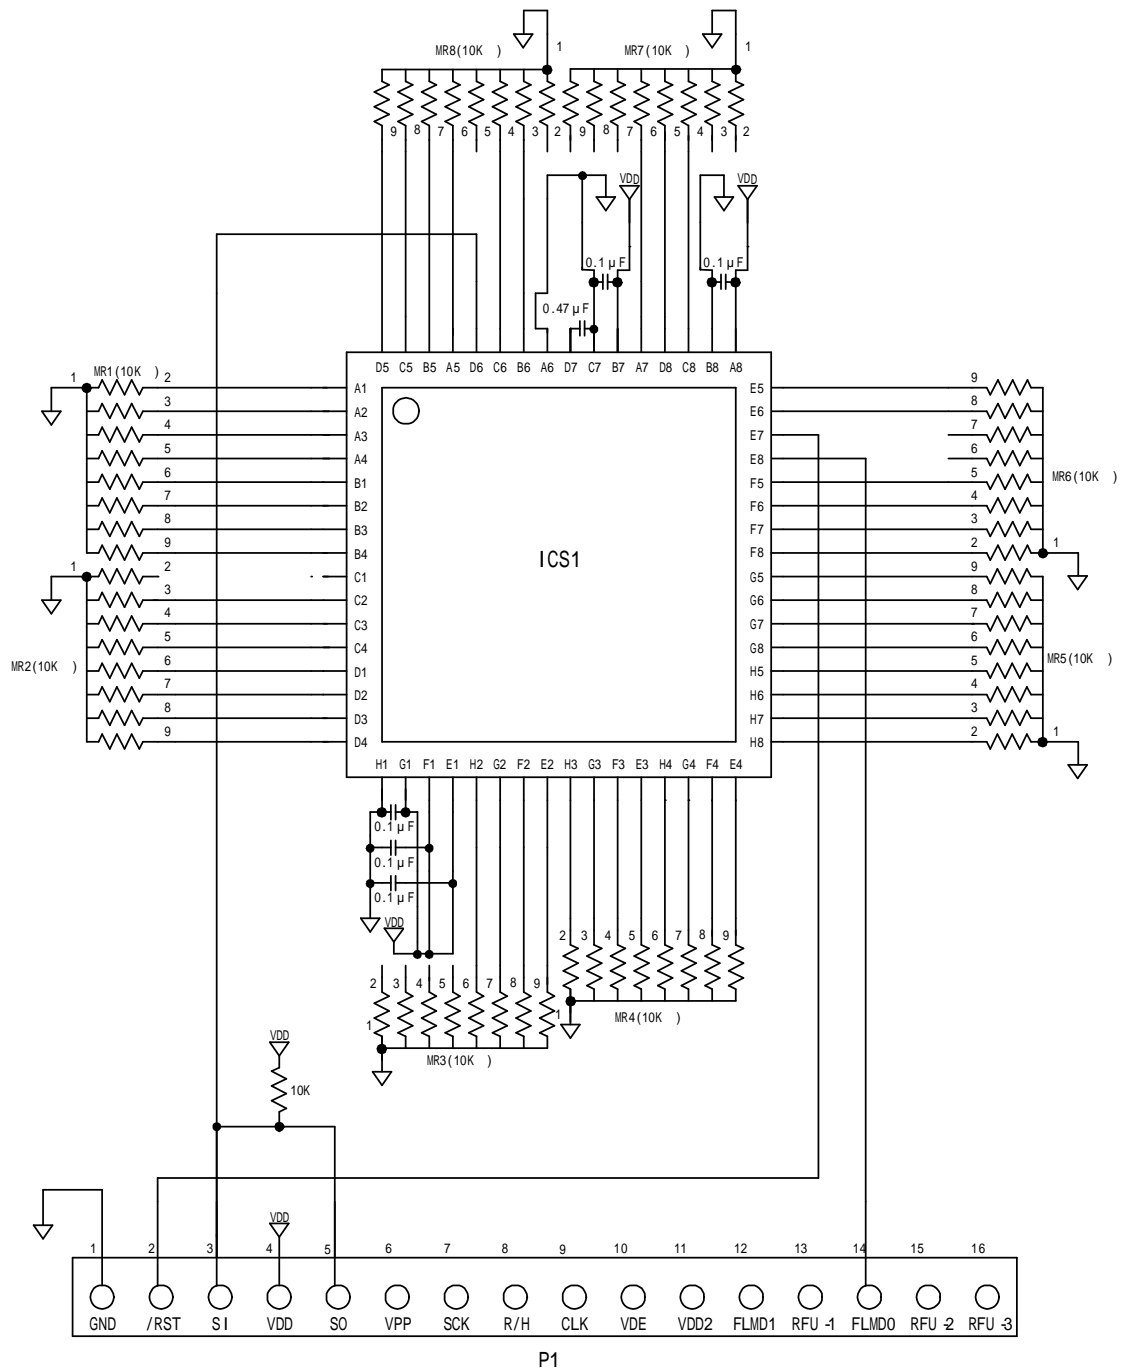 1 1
MR8(10K ) MR7(10K )
9 8 7 6 5 4 3 2 9 8 7 6 5 4 3 2
VDD VDD
0.1μF 0.1μF
0.47μF
D5 C5 B5 A5 D6 C6 B6 A6 D7 C7 B7 A7 D8 C8 B8 A8
1 MR1(10K ) 2 A1 E5 9
3 A2 E6 8
4 A3 E7 7
5 A4 E8 6
6 B1 F5 5 MR6(10K )
7 B2 F6 4
8 B3 F7 3
9 B4 F8 2 1
ICS1
1 2 C1 G5 9
3 C2 G6 8
4 C3 G7 7
5 C4 G8 6
MR2(10K ) 6 D1 H5 5 MR5(10K )
7 D2 H6 4
8 D3 H7 3
9 D4 H8 2 1
H1 G1 F1 E1 H2 G2 F2 E2 H3 G3 F3 E3 H4 G4 F4 E4
0.1μF
0.1μF
0.1μF
VDD
2 3 4 5 6 7 8 9
2 3 4 5 6 7 8 9
1 1
MR4(10K )
MR3(10K )
VDD
10K
VDD
1 2 3 4 5 6 7 8 9 10 11 12 13 14 15 16
GND /RST SI VDD SO VPP SCK R/H CLK VDE VDD2 FLMD1 RFU-1 FLMD0 RFU-2 RFU-3
P1